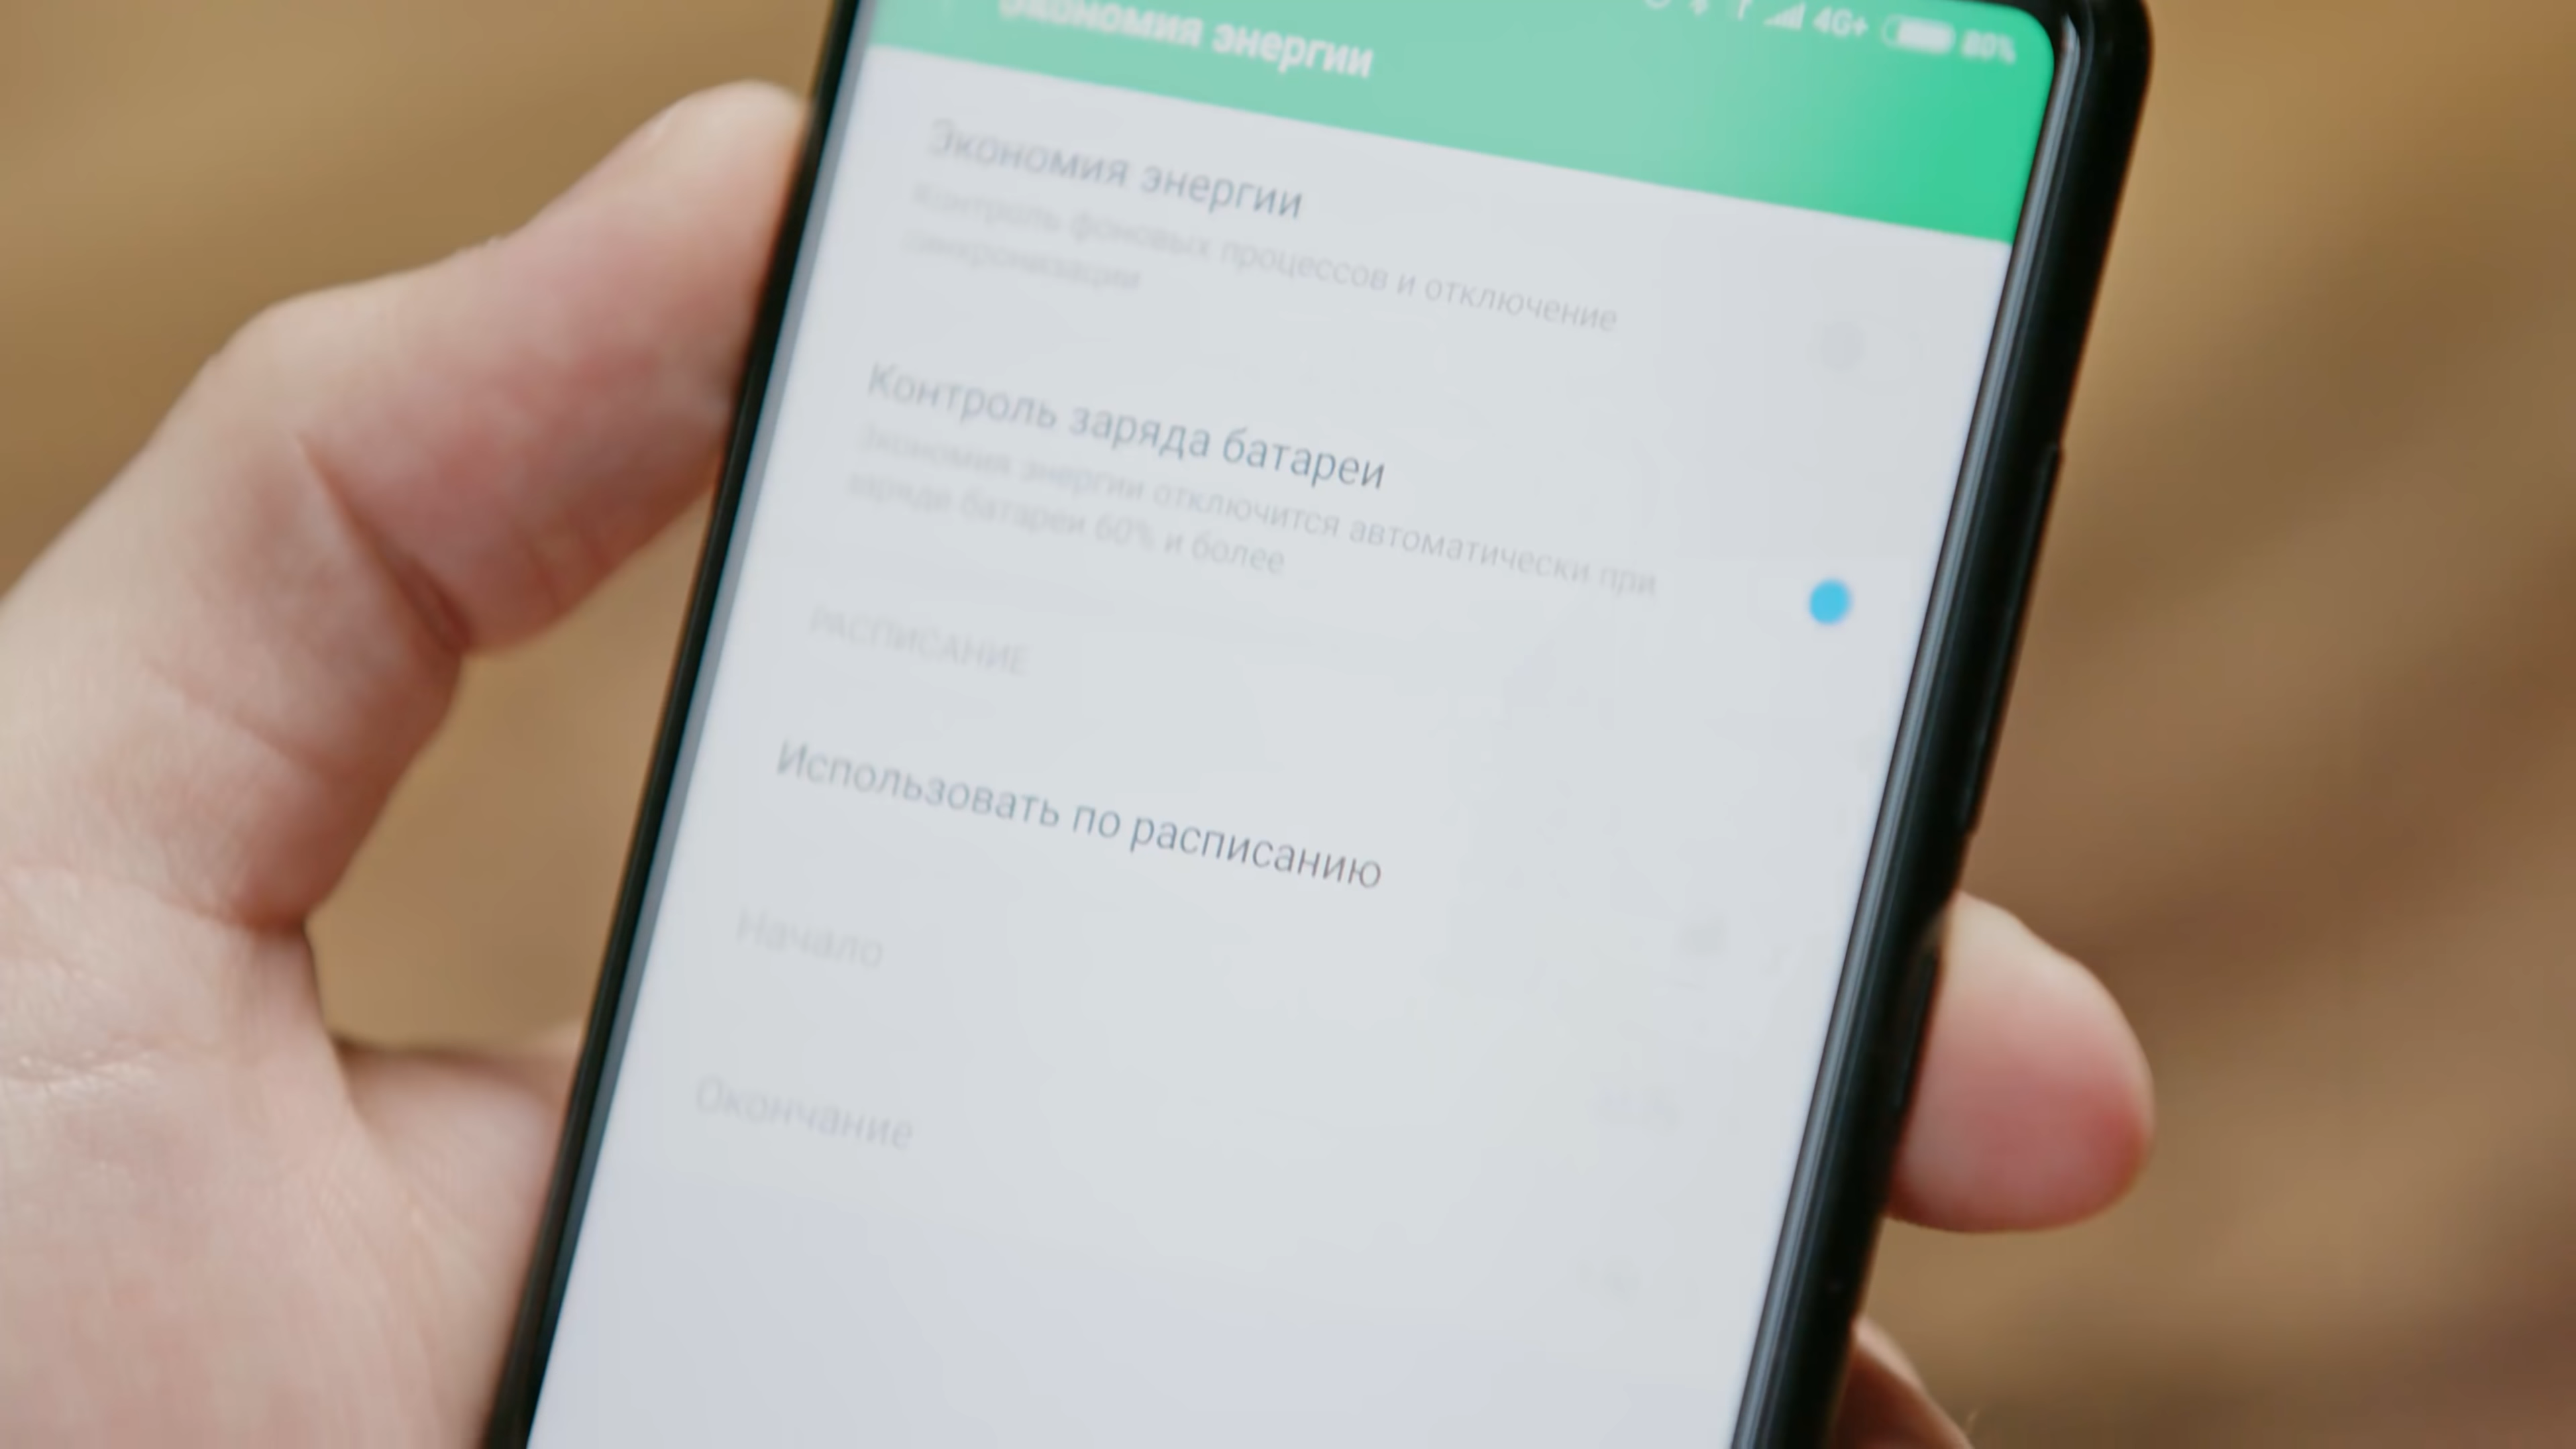 4G+ 80%
Экономия энергии
Экономия энергии
Контроль фоновых процессов и отключение
синхронизации
Контроль заряда батареи
Экономия энергии отключится автоматически при
заряде батареи 60% и более
РАСПИСАНИЕ
Использовать по расписанию
Начало
Окончание